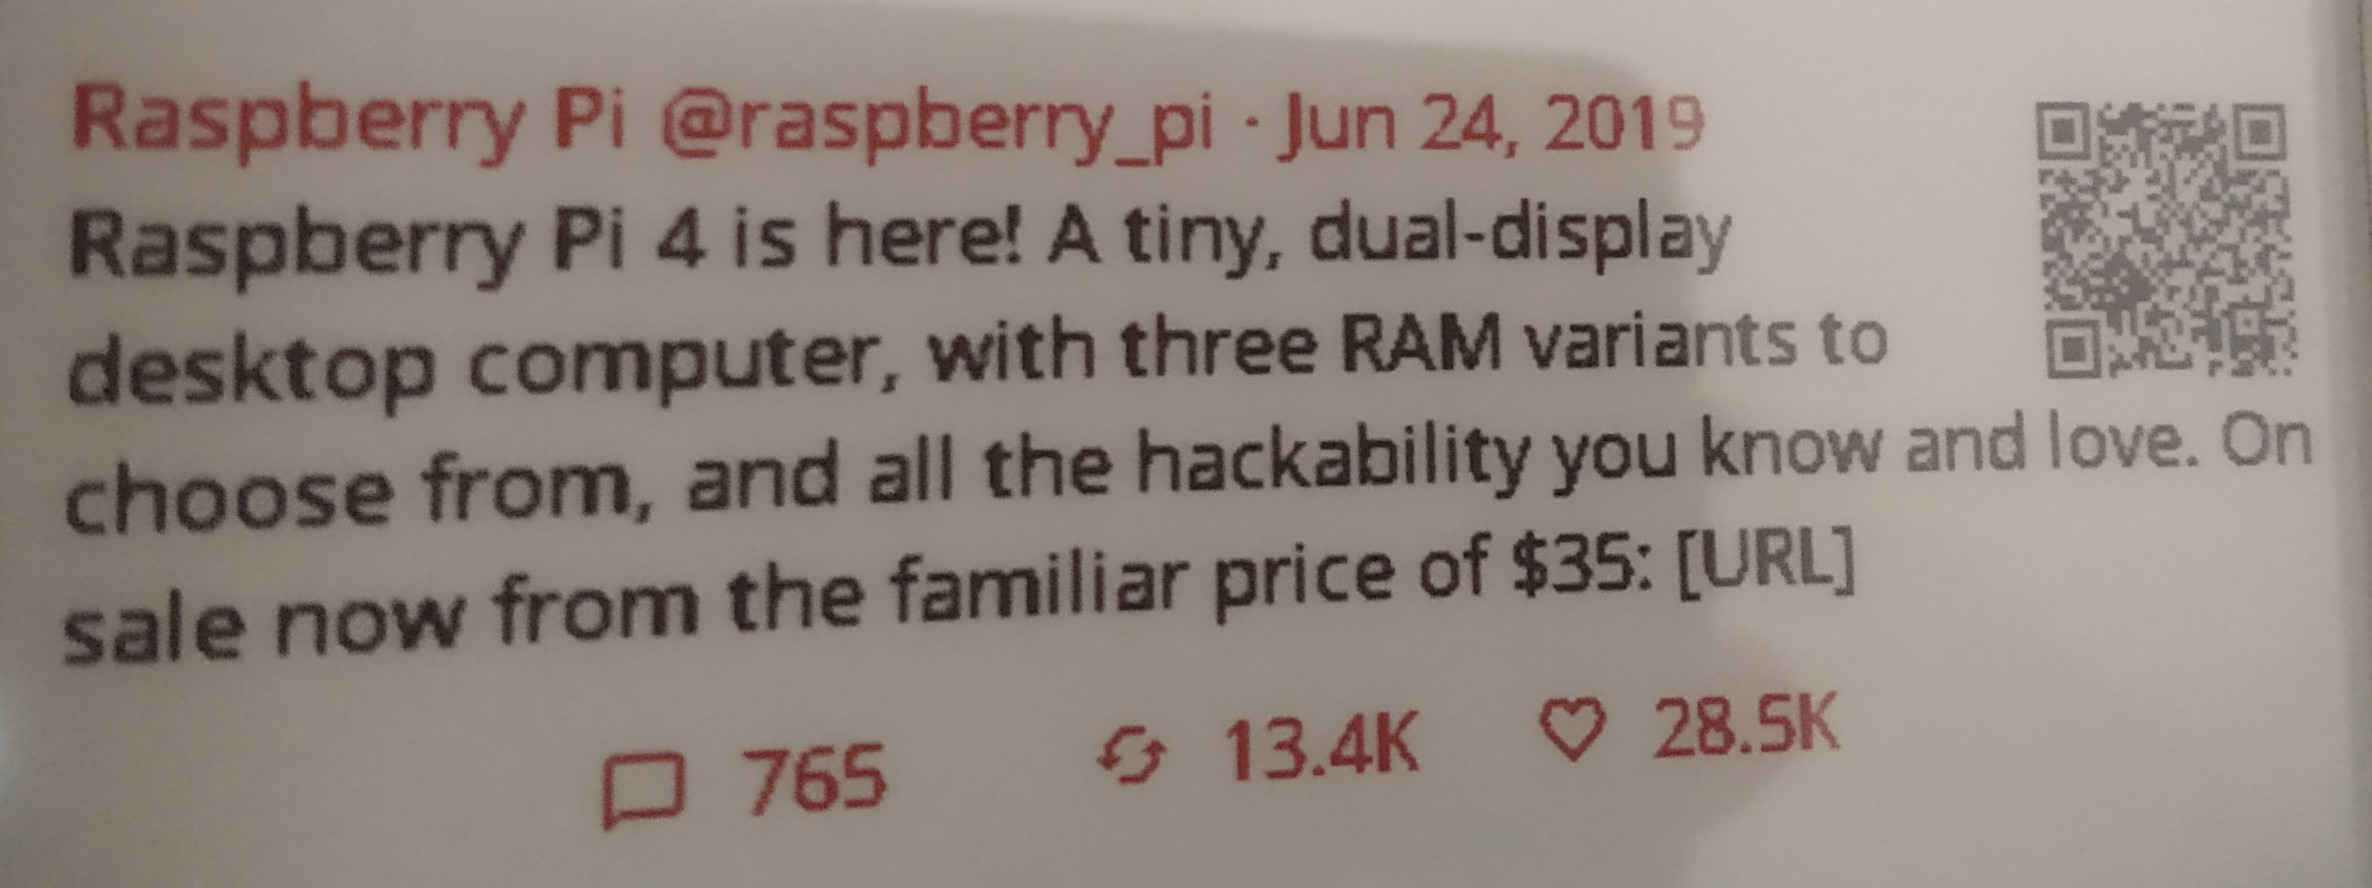 Raspberry Pi @raspberry_pi · Jun 24, 2019
Raspberry Pi 4 is here! A tiny, dual-display
desktop computer, with three RAM variants to
choose from, and all the hackability you know and love. On
sale now from the familiar price of $35: [URL]
765 13.4K 28.5K